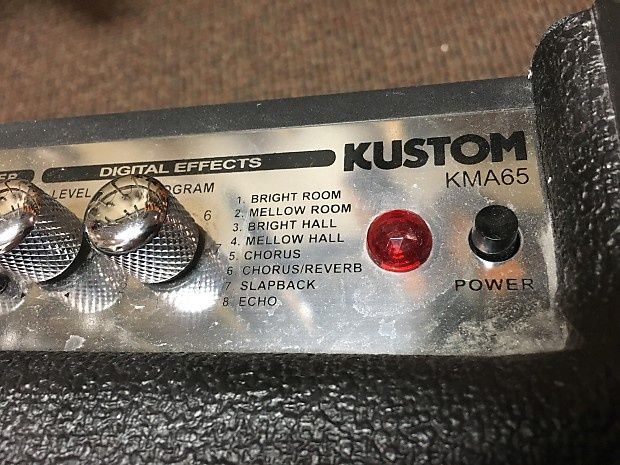 DIGITAL EFFECTS
KUSTOM
KMA65
LEVEL
1. BRIGHT ROOM
2. MELLOW ROOM
3. BRIGHT HALL
4. MELLOW HALL
5 CHORUS
6 CHORUS/REVERB
7 SLAPBACK
8 ECHO
6
POWER